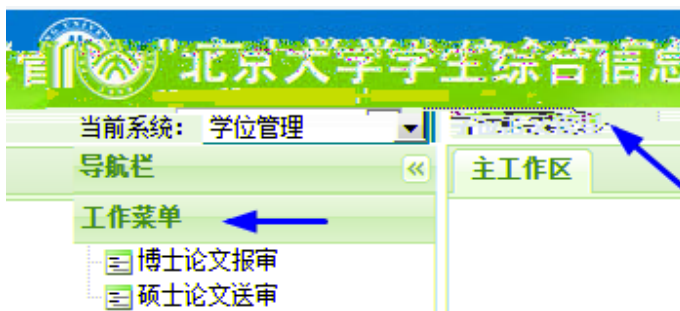 北京大学学生综合信息
当前系统： 学位管理
导航栏
主工作区
工作菜单
博士论文报审
硕士论文送审